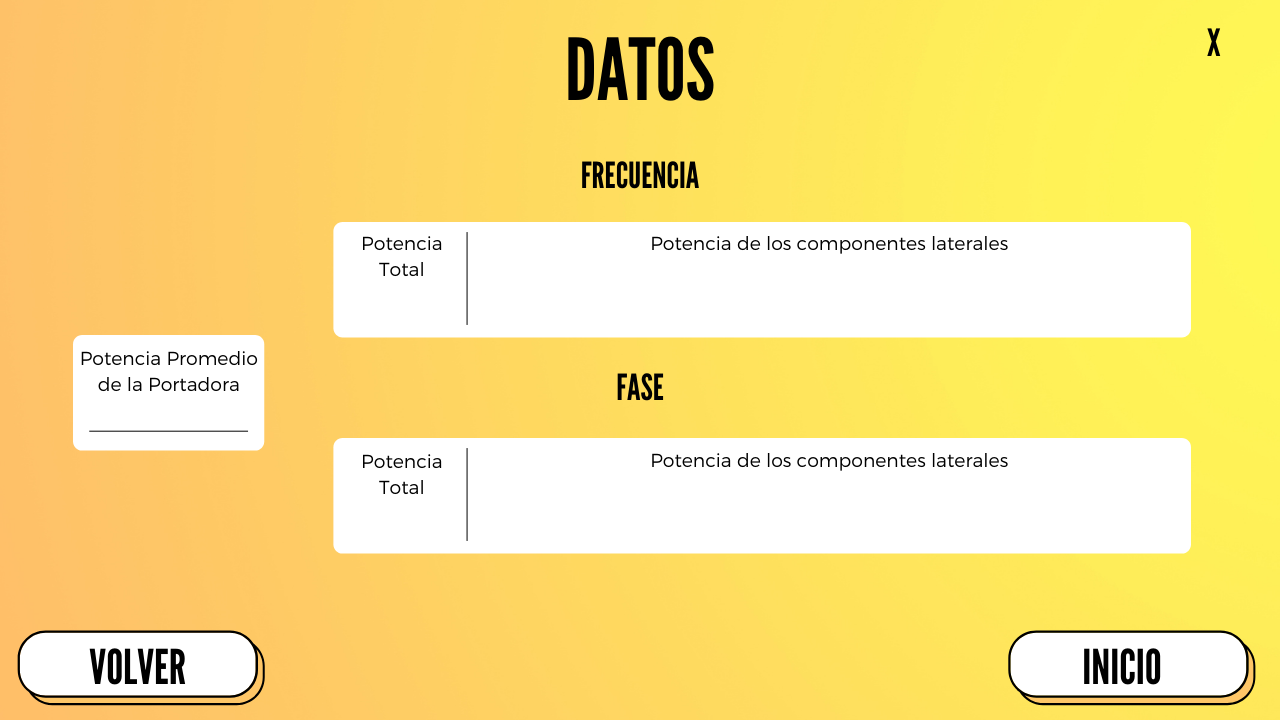 DATOS
X
FRECUENCIA
Potencia
Total
Potencia de los componentes laterales
Potencia Promedio
de la Portadora
FASE
Potencia
Total
Potencia de los componentes laterales
VOLVER
INICIO